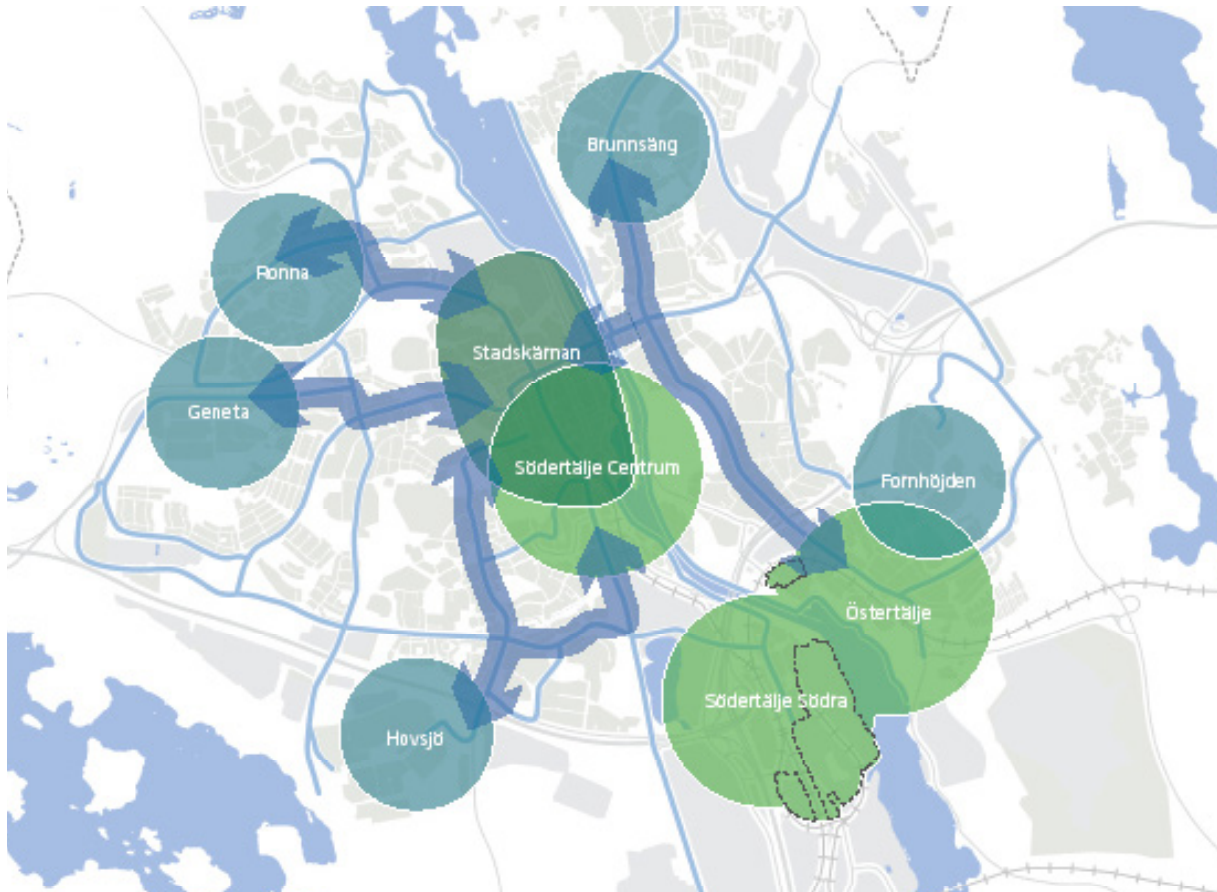 Brunnsäng
Ronna
Stadskärnan
Geneta
Södertälje Centrum
Fornhöjden
Östertälje
Södertälje Södra
Hovsjö